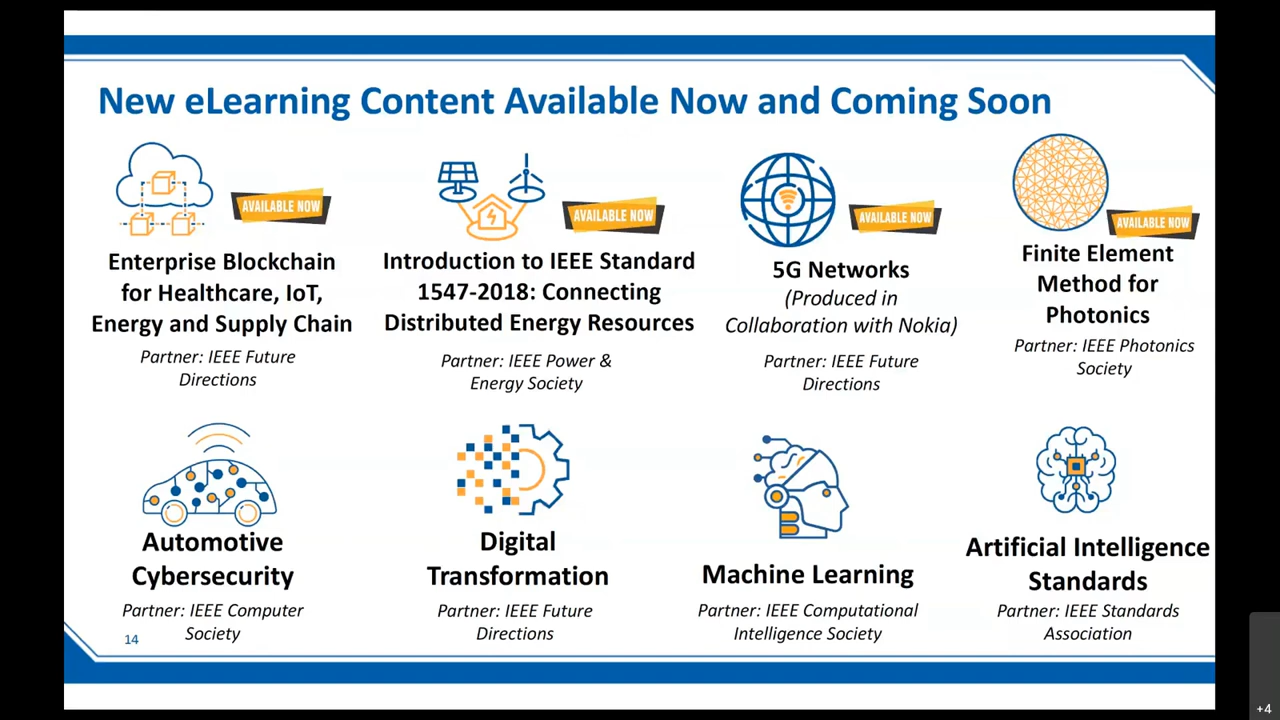 New eLearning Content Available Now and Coming Soon
AVAILABLE NOW
Enterprise Blockchain
for Healthcare, IoT,
Energy and Supply Chain
Partner: IEEE Future
Directions
AVAILABLE NOW
Introduction to IEEE Standard
1547-2018: Connecting
Distributed Energy Resources
Partner: IEEE Power &
Energy Society
AVAILABLE NOW
5G Networks
(Produced in
Collaboration with Nokia)
Partner: IEEE Future
Directions
AVAILABLE NOW
Finite Element
Method for
Photonics
Partner: IEEE Photonics
Society
Automotive
Cybersecurity
Partner: IEEE Computer
Society
Digital
Transformation
Partner: IEEE Future
Directions
Machine Learning
Partner: IEEE Computational
Intelligence Society
Artificial Intelligence
Standards
Partner: IEEE Standards
Association
14
+4